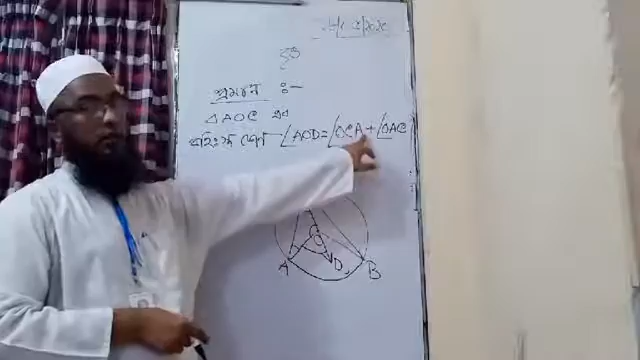 বৃত্ত
প্রমাণ :-
△AOC এর
বহিঃস্থ কোণ ∠AOD=∠OCA+∠OAC
O
A D B